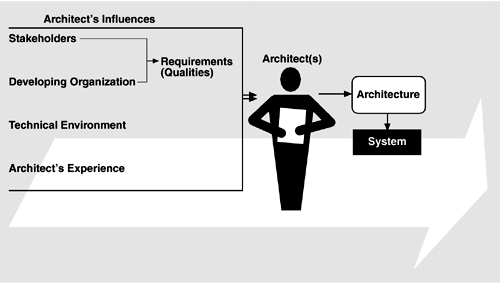 Architect's Influences
Stakeholders
Requirements
(Qualities)
Developing Organization
Technical Environment
Architect's Experience
Architect(s)
Architecture
System